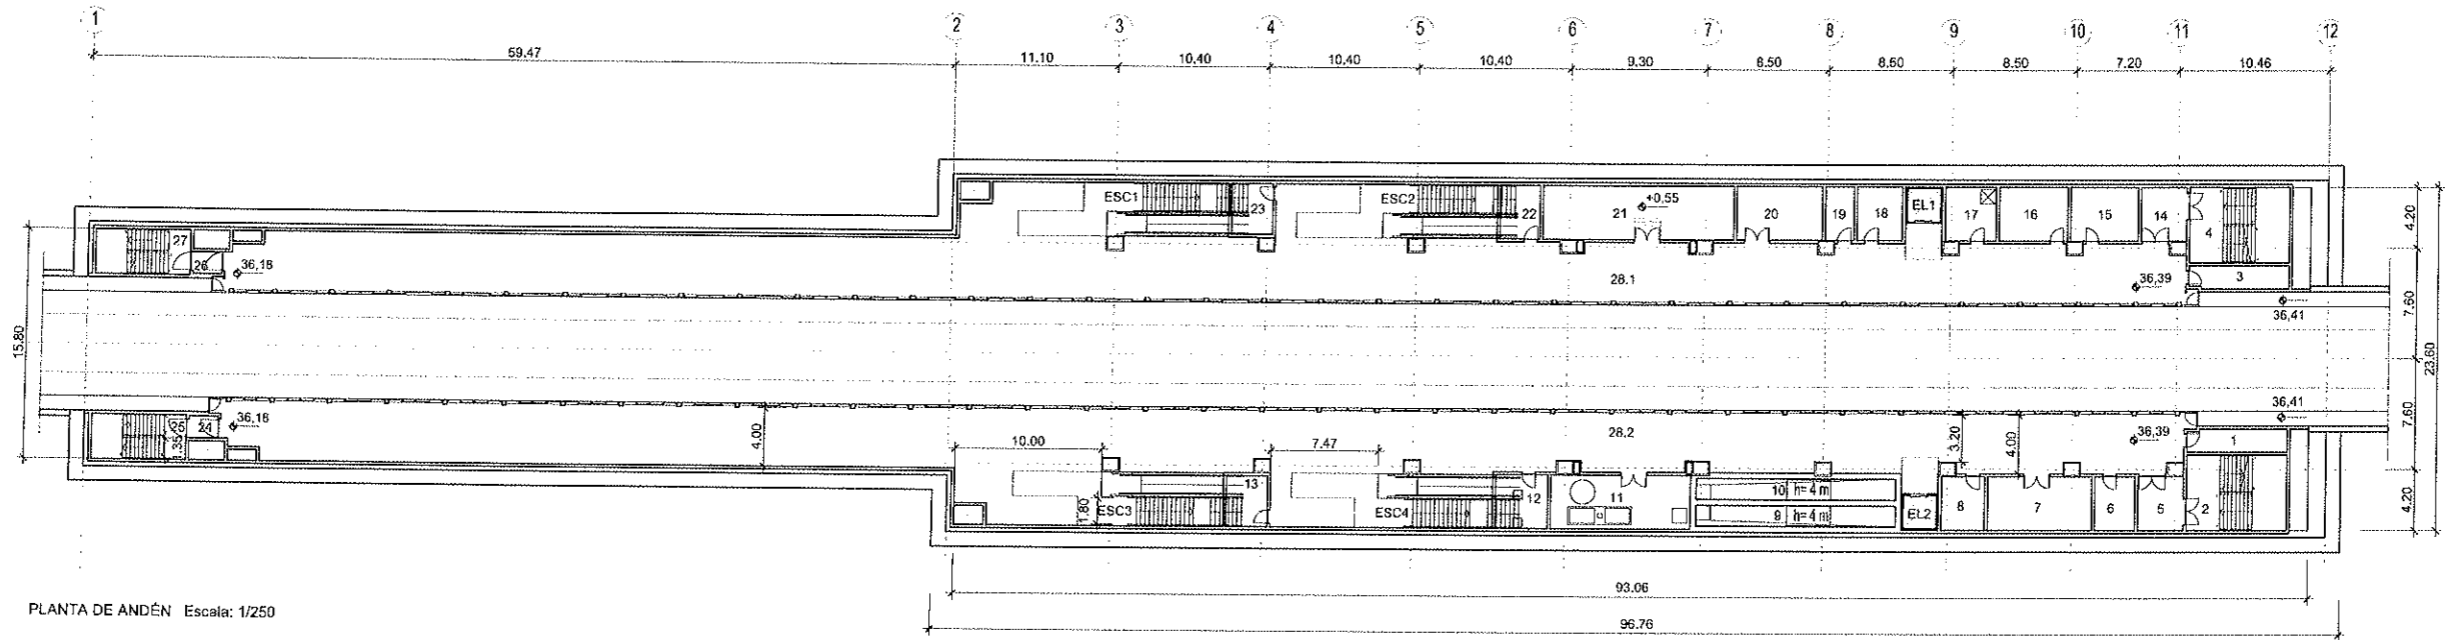 1 2 3 4 5 6 7 8 9 10 11 12
59.47 11.10 10.40 10.40 10.40 9.30 8.50 8.50 8.50 7.20 10.46
ESC1 23 ESC2 22 21 +0.55 20 19 18 EL1 17 16 15 14 4 4.20
27 26 36,18 28.1 36,39 3 36,41 7.60
15.80 23.60
25 24 1.35 36,18 4.00 10.00 7.47 28.2 3.20 4.00 36,39 1 36,41 7.60
1.80 ESC3 13 ESC4 12 11 10 h= 4 m
9 h=4 m EL2 8 7 6 5 2 4.20
93.06
PLANTA DE ANDÉN Escala: 1/250
96.76